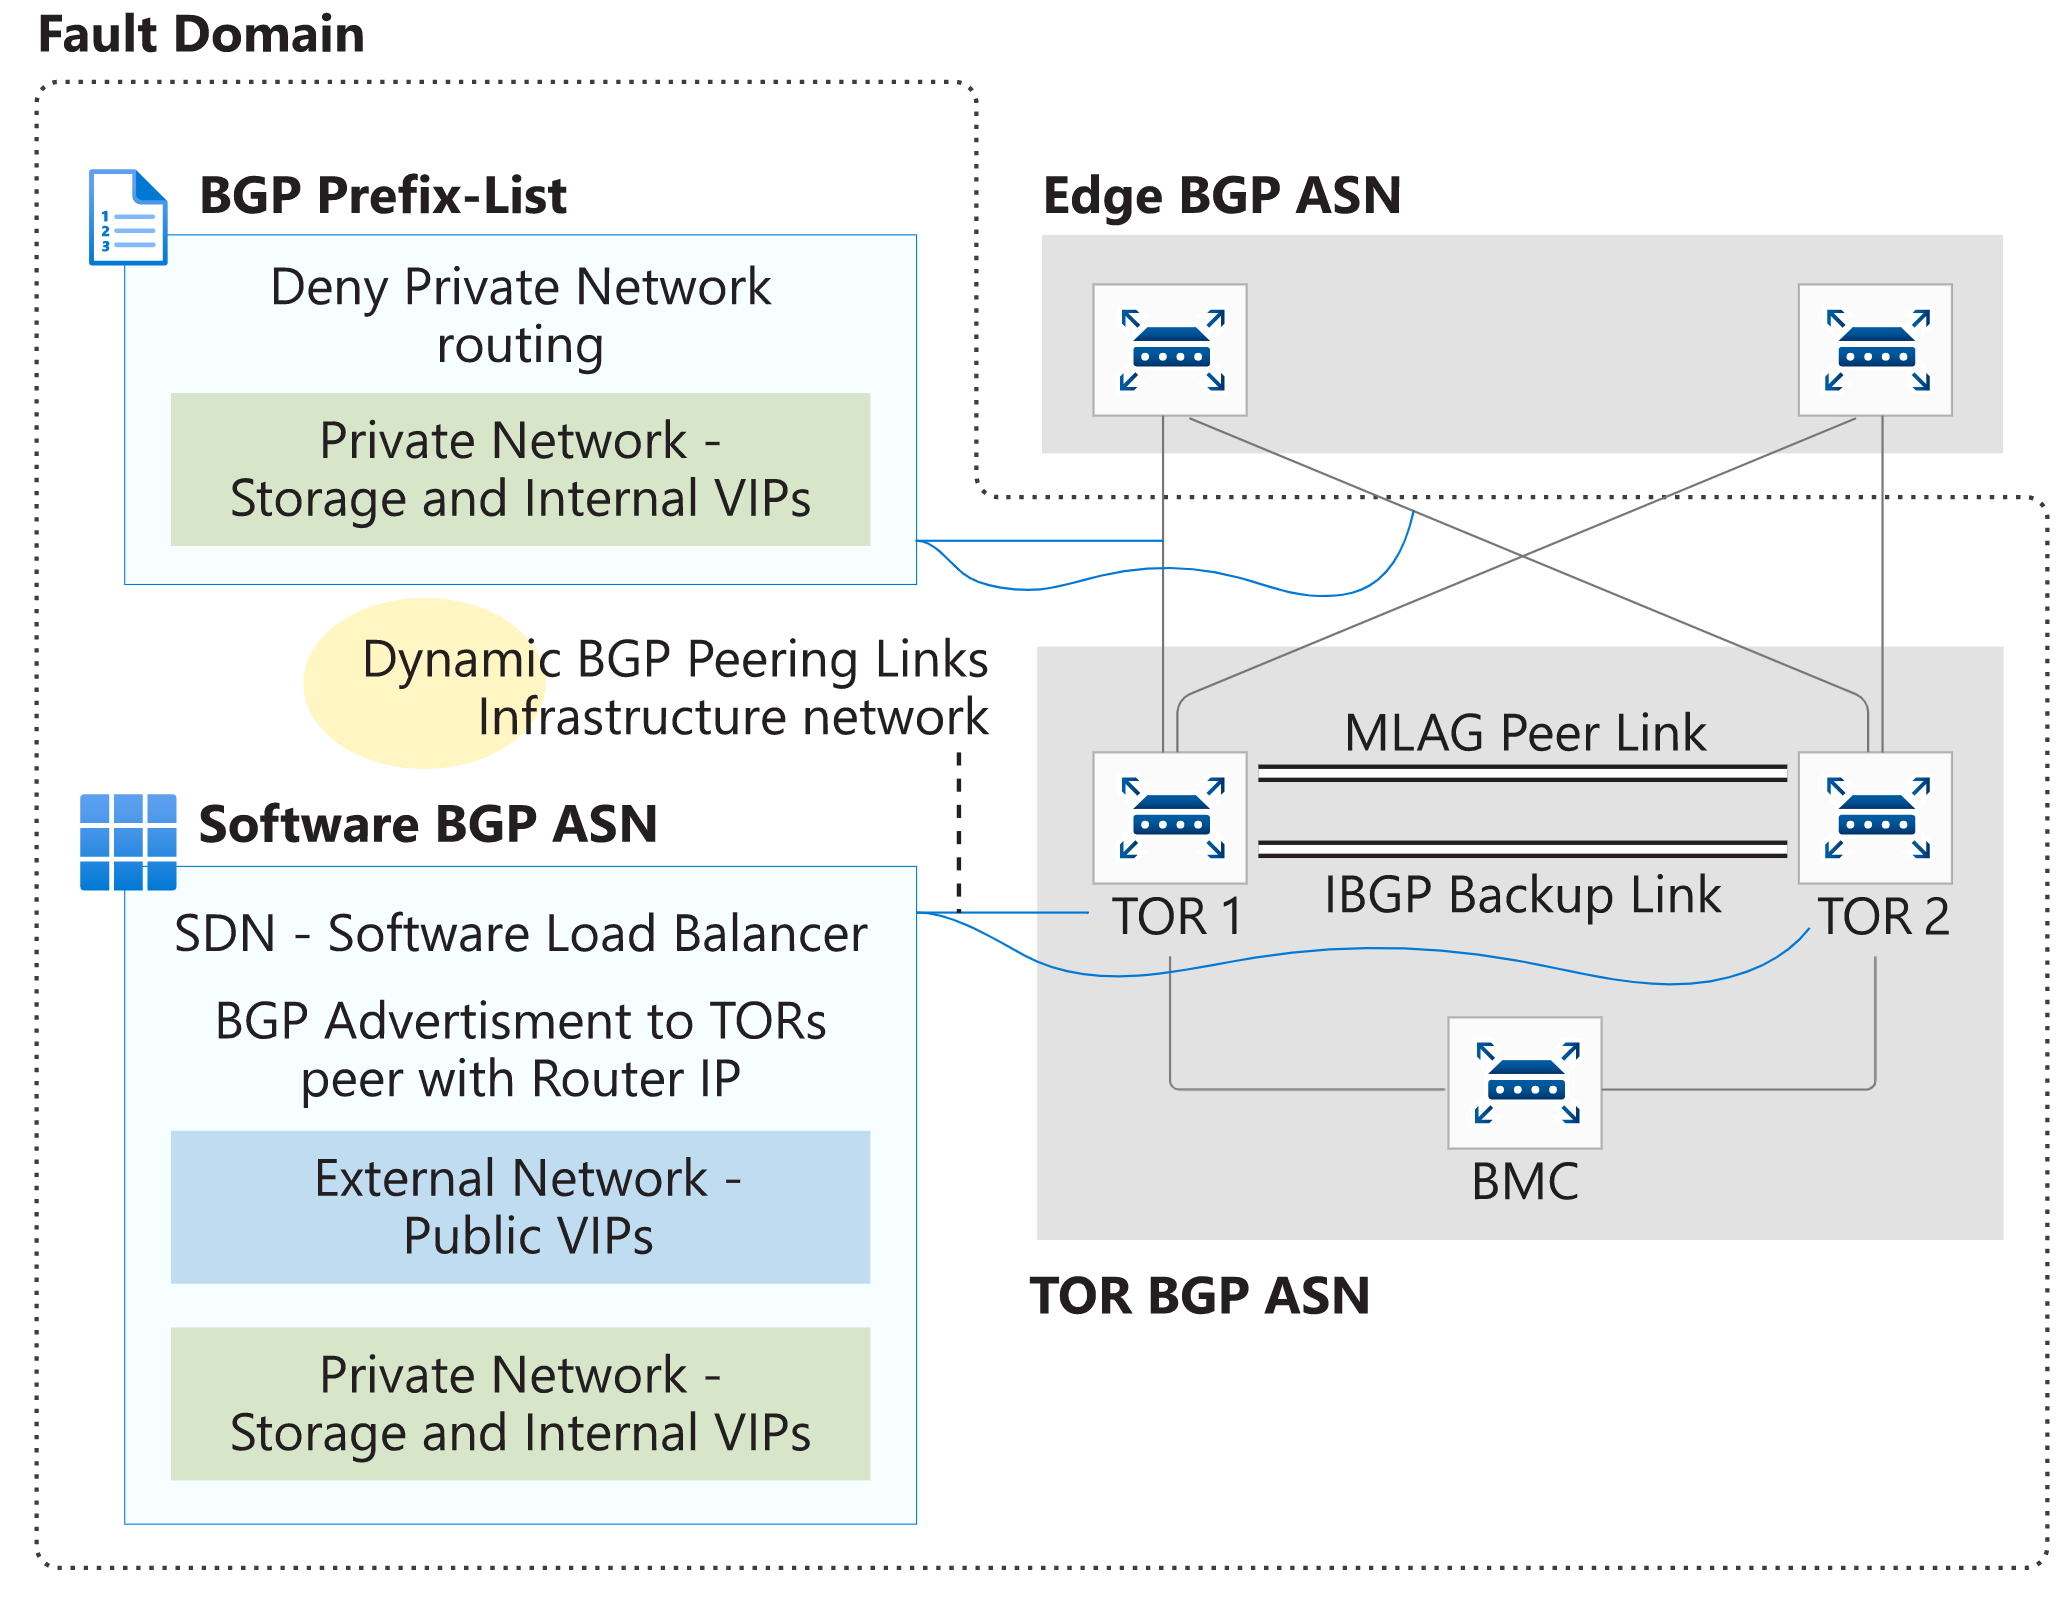 Fault Domain
BGP Prefix-List
1
2
3
Deny Private Network
routing
Private Network -
Storage and Internal VIPs
Edge BGP ASN
Dynamic BGP Peering Links
Infrastructure network
Software BGP ASN
SDN - Software Load Balancer
BGP Advertisment to TORs
peer with Router IP
External Network -
Public VIPs
Private Network -
Storage and Internal VIPs
MLAG Peer Link
IBGP Backup Link
TOR 1
TOR 2
BMC
TOR BGP ASN